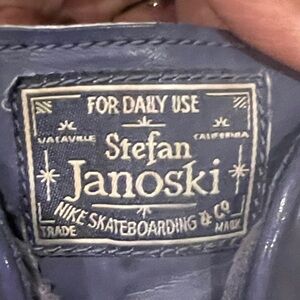 FOR DAILY USE
VACAVILLE CALIFORNIA
Stefan
Janoski
NIKE SKATEBOARDING & CO
TRADE MARK